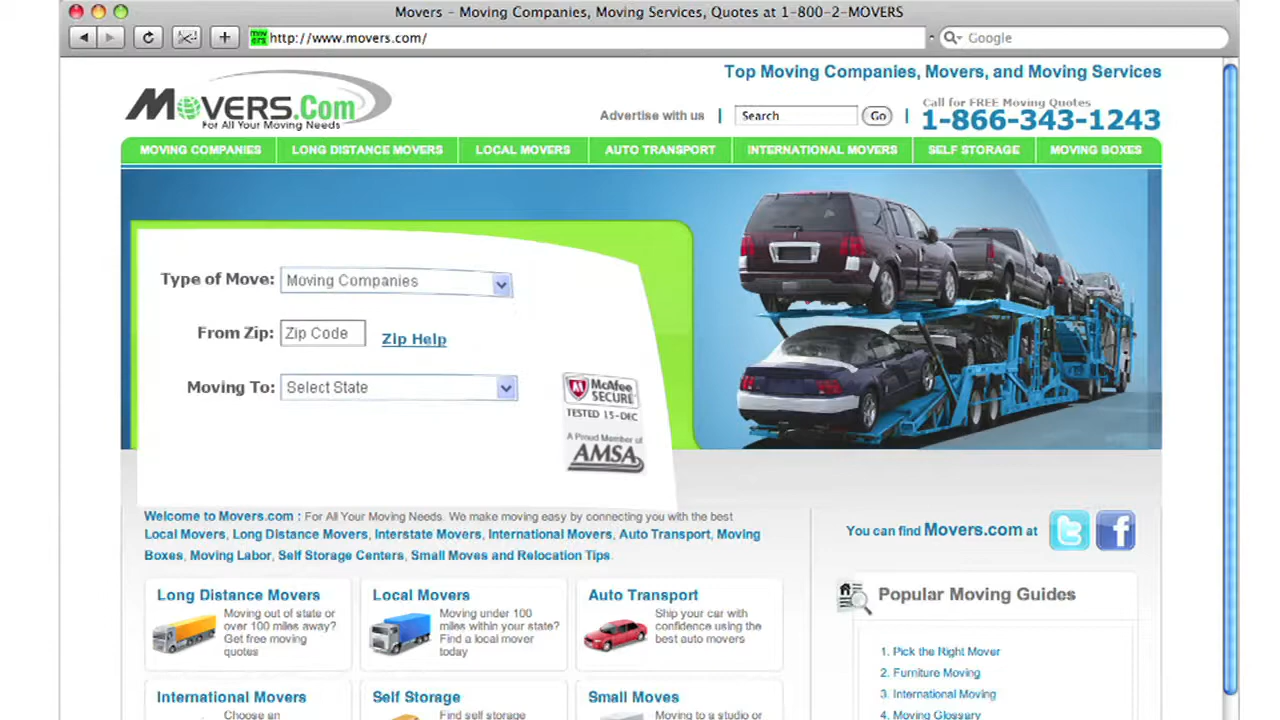 Movers - Moving Companies, Moving Services, Quotes at 1-800-2-MOVERS
http://www.movers.com/
Google
Top Moving Companies, Movers, and Moving Services
MOVERS.Com
For All Your Moving Needs
Advertise with us | Search Go |
Call for FREE Moving Quotes
1-866-343-1243
MOVING COMPANIES LONG DISTANCE MOVERS LOCAL MOVERS AUTO TRANSPORT INTERNATIONAL MOVERS SELF STORAGE MOVING BOXES
Type of Move: Moving Companies
From Zip: Zip Code Zip Help
Moving To: Select State
McAfee
SECURE
TESTED 15-DEC
A Proud Member of
AMSA
Welcome to Movers.com : For All Your Moving Needs. We make moving easy by connecting you with the best
Local Movers, Long Distance Movers, Interstate Movers, International Movers, Auto Transport, Moving
Boxes, Moving Labor, Self Storage Centers, Small Moves and Relocation Tips.
You can find Movers.com at
Long Distance Movers
Moving out of state or
over 100 miles away?
Get free moving
quotes
Local Movers
Moving under 100
miles within your state?
Find a local mover
today
Auto Transport
Ship your car with
confidence using the
best auto movers
Popular Moving Guides
1. Pick the Right Mover
2. Furniture Moving
3. International Moving
4. Moving Glossary
International Movers
Choose an
Self Storage
Find self storage
Small Moves
Moving to a studio or